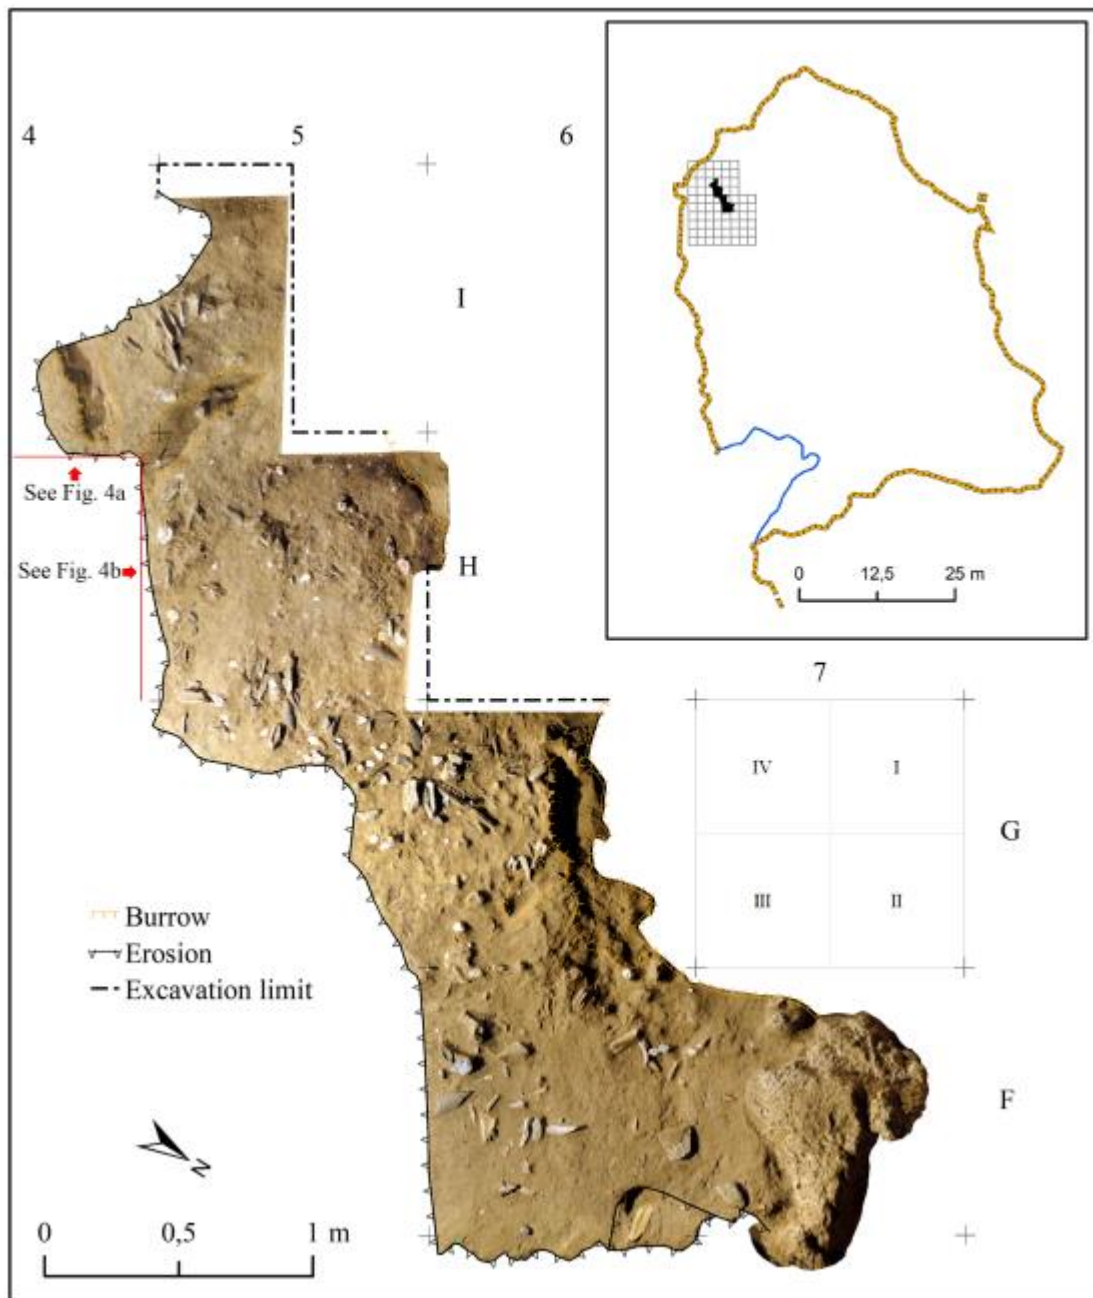 4
5
6
I
See Fig. 4a
See Fig. 4b
H
0
12,5
25 m
7
IV
I
G
III
II
Burrow
Erosion
Excavation limit
F
N
0
0,5
1 m